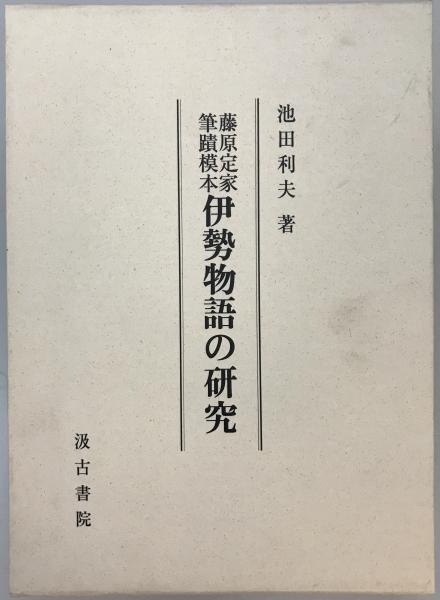 池田利夫 著
藤原定家
筆蹟模本
伊勢物語の研究
汲古書院